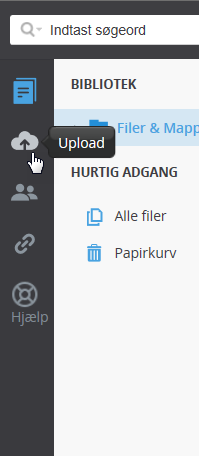 Indtast søgeord
BIBLIOTEK
Filer & Mapp
Upload
HURTIG ADGANG
Alle filer
Papirkurv
Hjælp